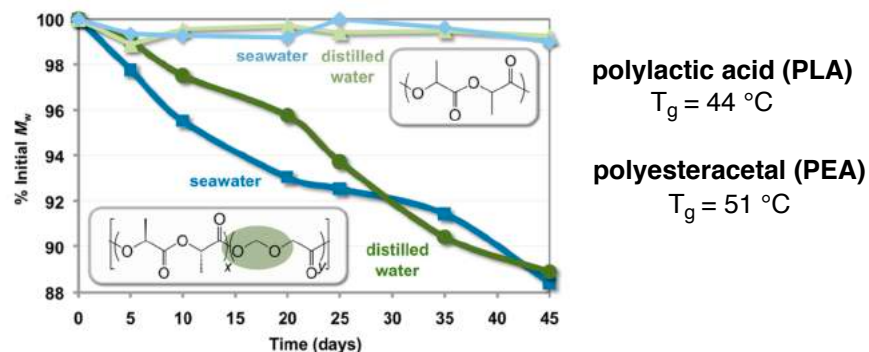 100
98
96
94
92
90
88
% Initial Mw
0 5 10 15 20 25 30 35 40 45
Time (days)
seawater
distilled
water
O
O
O
O
seawater
distilled
water
O
O
O
O
x
O
O
O
y
polylactic acid (PLA)
Tg = 44 °C
polyesteracetal (PEA)
Tg = 51 °C